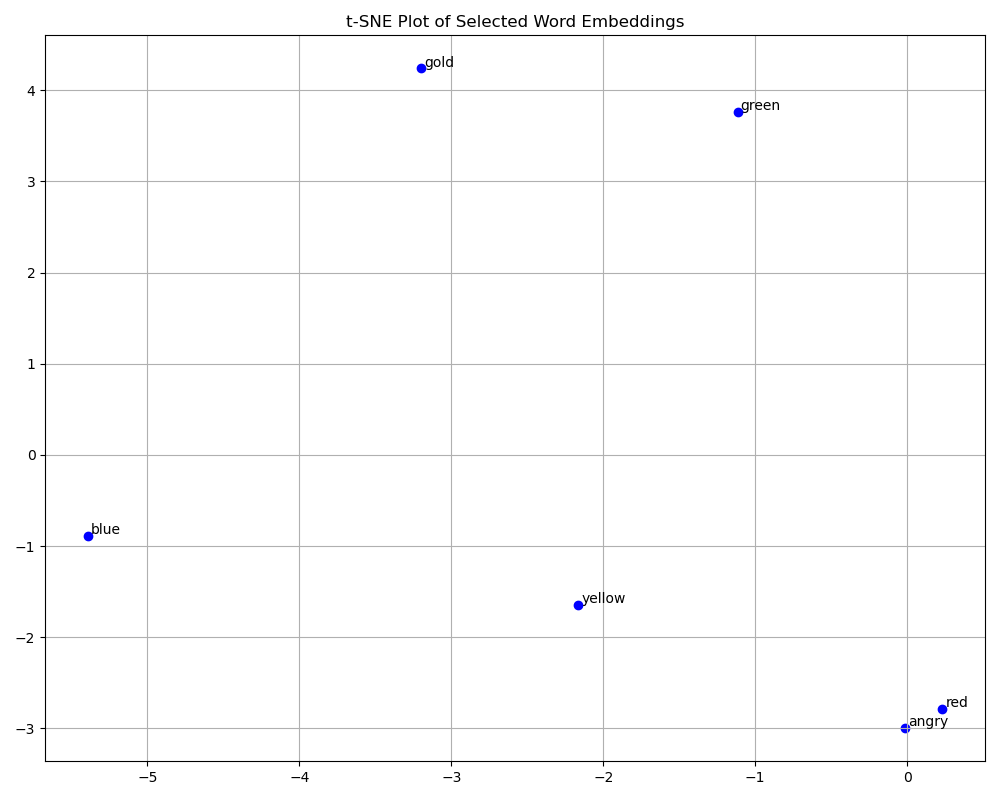 t-SNE Plot of Selected Word Embeddings
gold
green
4
3
2
1
0
blue
−1
yellow
−2
red
angry
−3
−5 −4 −3 −2 −1 0